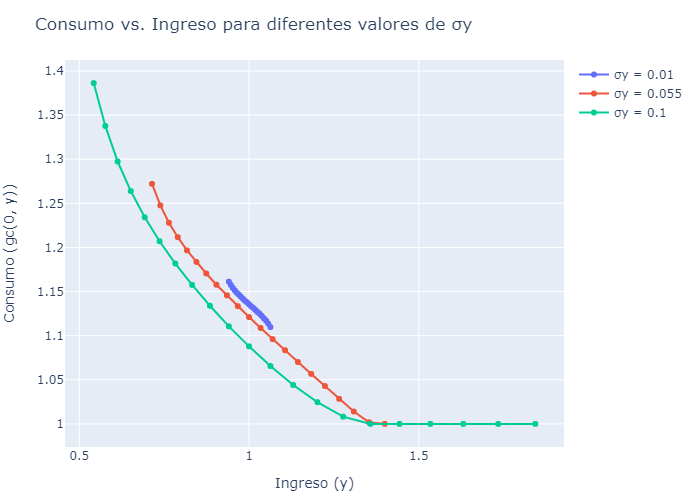 Consumo vs. Ingreso para diferentes valores de σy
1.4
1.35
1.3
1.25
1.2
1.15
1.1
1.05
1
0.5
1
1.5
Ingreso (y)
Consumo (gc(0, y))
σy = 0.01
σy = 0.055
σy = 0.1